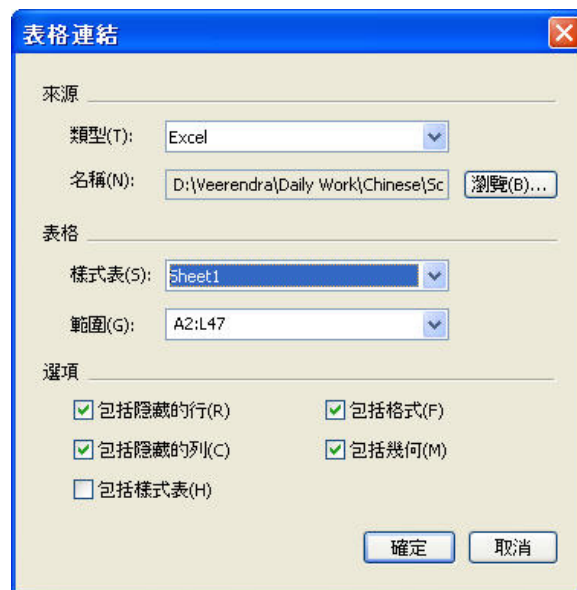 表格連結
來源
類型(T): Excel
名稱(N): D:\Veerendra\Daily Work\Chinese\Sc 瀏覽(B)...
表格
樣式表(S): Sheet1
範圍(G): A2:L47
選項
包括隱藏的行(R) 包括格式(F)
包括隱藏的列(C) 包括幾何(M)
包括樣式表(H)
確定 取消